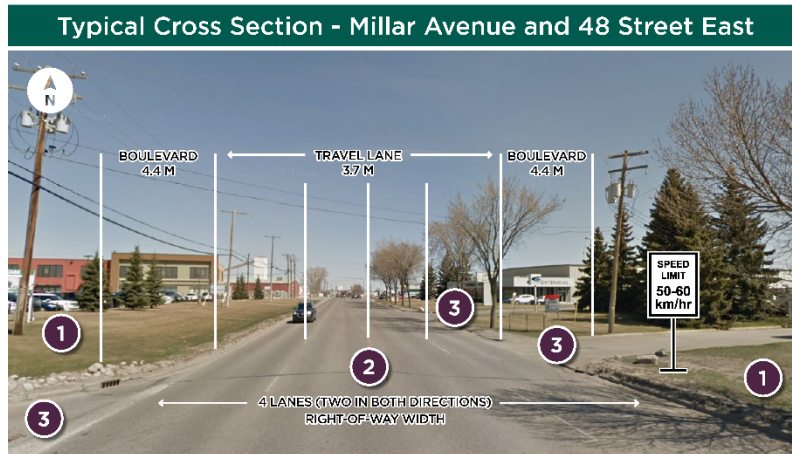 Typical Cross Section - Millar Avenue and 48 Street East
N
BOULEVARD
4.4 M
TRAVEL LANE
3.7 M
BOULEVARD
4.4 M
SPEED
LIMIT
50-60
km/hr
1
3
2
3
3
1
4 LANES (TWO IN BOTH DIRECTIONS)
RIGHT-OF-WAY WIDTH